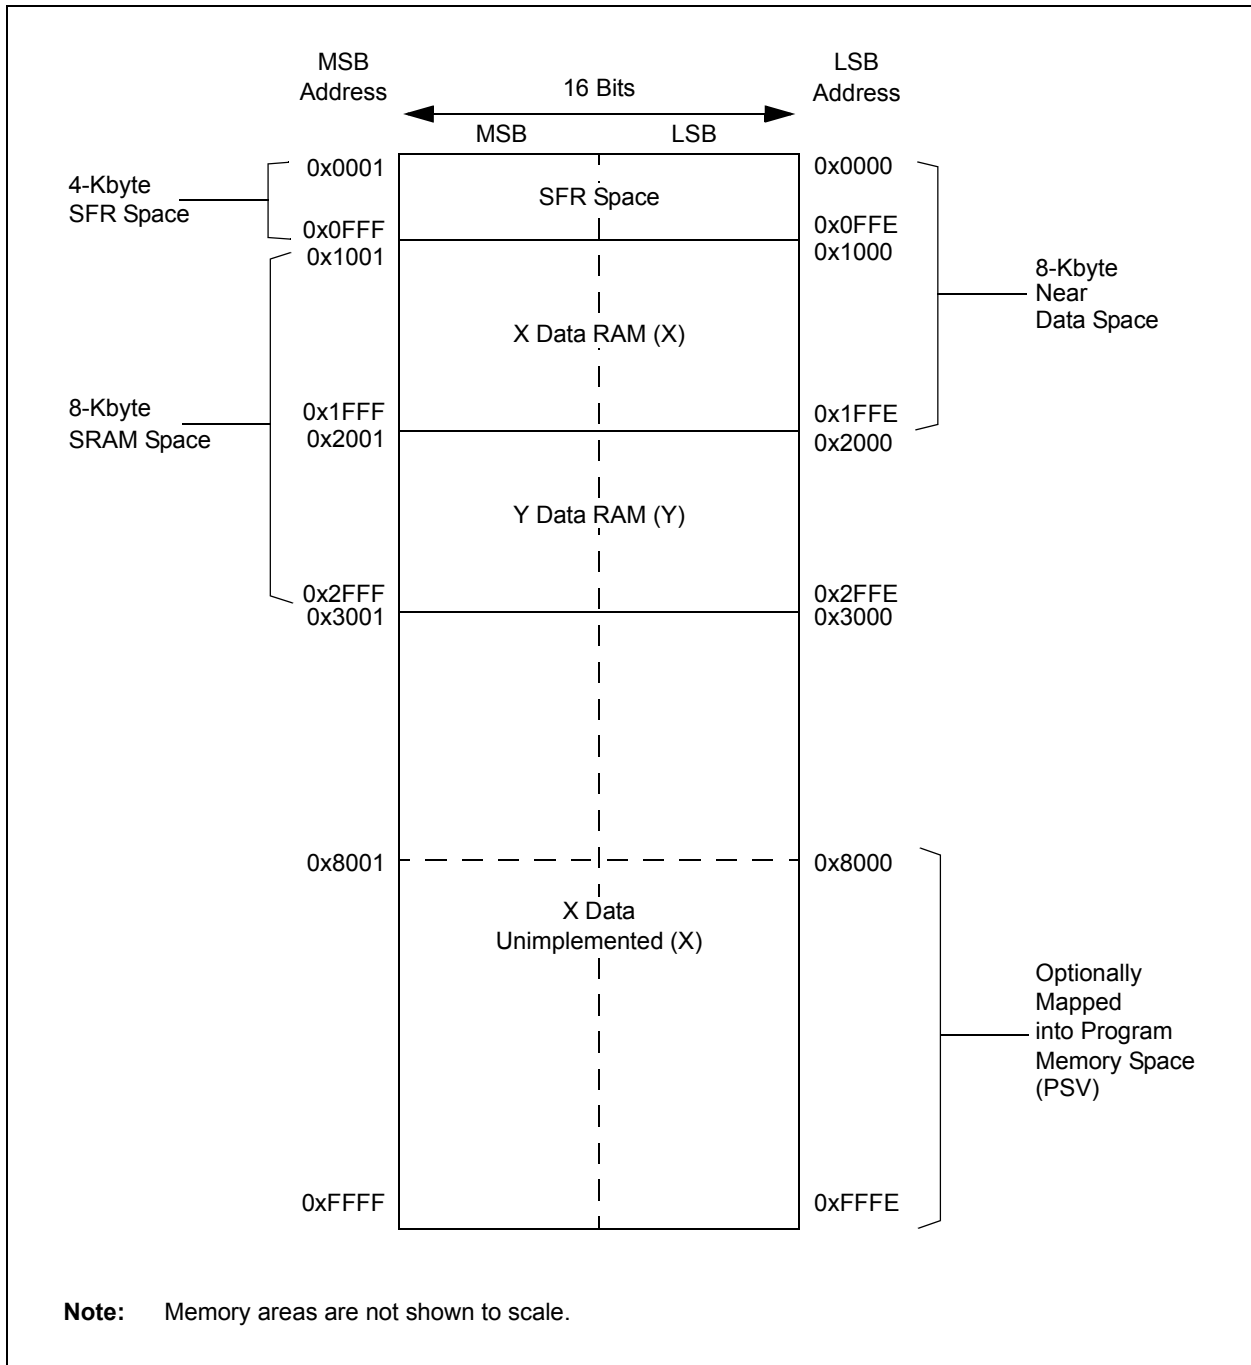 MSB
Address
LSB
Address
16 Bits
MSB
LSB
0x0001
0x0000
4-Kbyte
SFR Space
SFR Space
0x0FFF
0x0FFE
0x1001
0x1000
8-Kbyte
Near
Data Space
X Data RAM (X)
8-Kbyte
SRAM Space
0x1FFF
0x1FFE
0x2001
0x2000
Y Data RAM (Y)
0x2FFF
0x2FFE
0x3001
0x3000
0x8001
0x8000
X Data
Unimplemented (X)
Optionally
Mapped
into Program
Memory Space
(PSV)
0xFFFF
0xFFFE
Note: Memory areas are not shown to scale.